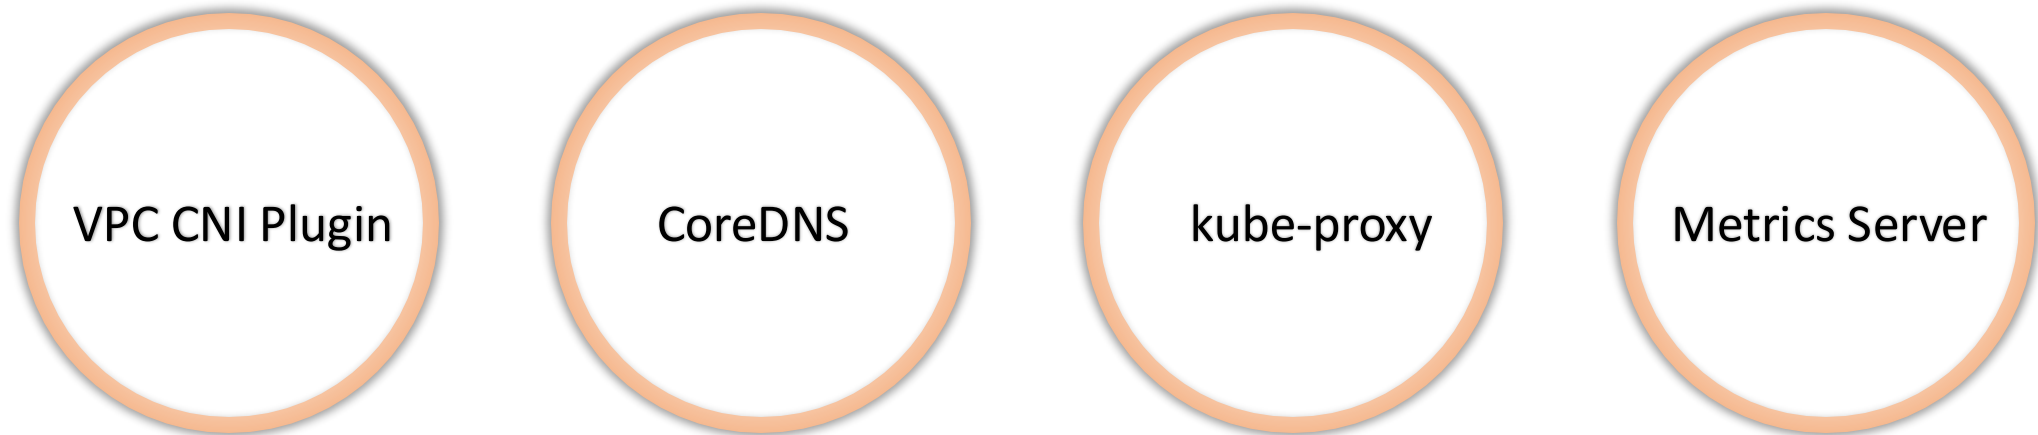 VPC CNI Plugin
CoreDNS
kube-proxy
Metrics Server